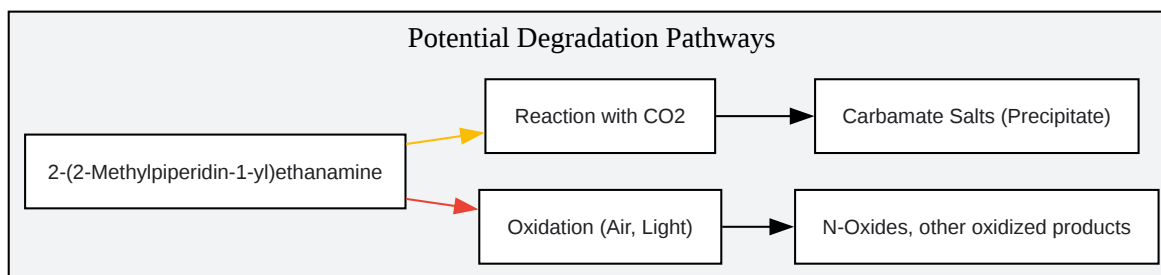 Potential Degradation Pathways
2-(2-Methylpiperidin-1-yl)ethanamine
Reaction with CO2
Carbamate Salts (Precipitate)
Oxidation (Air, Light)
N-Oxides, other oxidized products